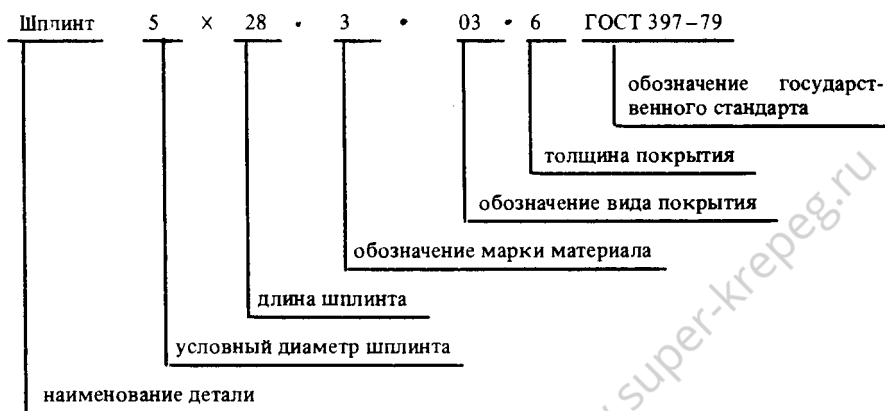 Шплинт 5 × 28 . 3 . 03 . 6 ГОСТ 397–79
обозначение государст-
венного стандарта
толщина покрытия
обозначение вида покрытия
обозначение марки материала
длина шплинта
условный диаметр шплинта
наименование детали
.super-krepeg.ru